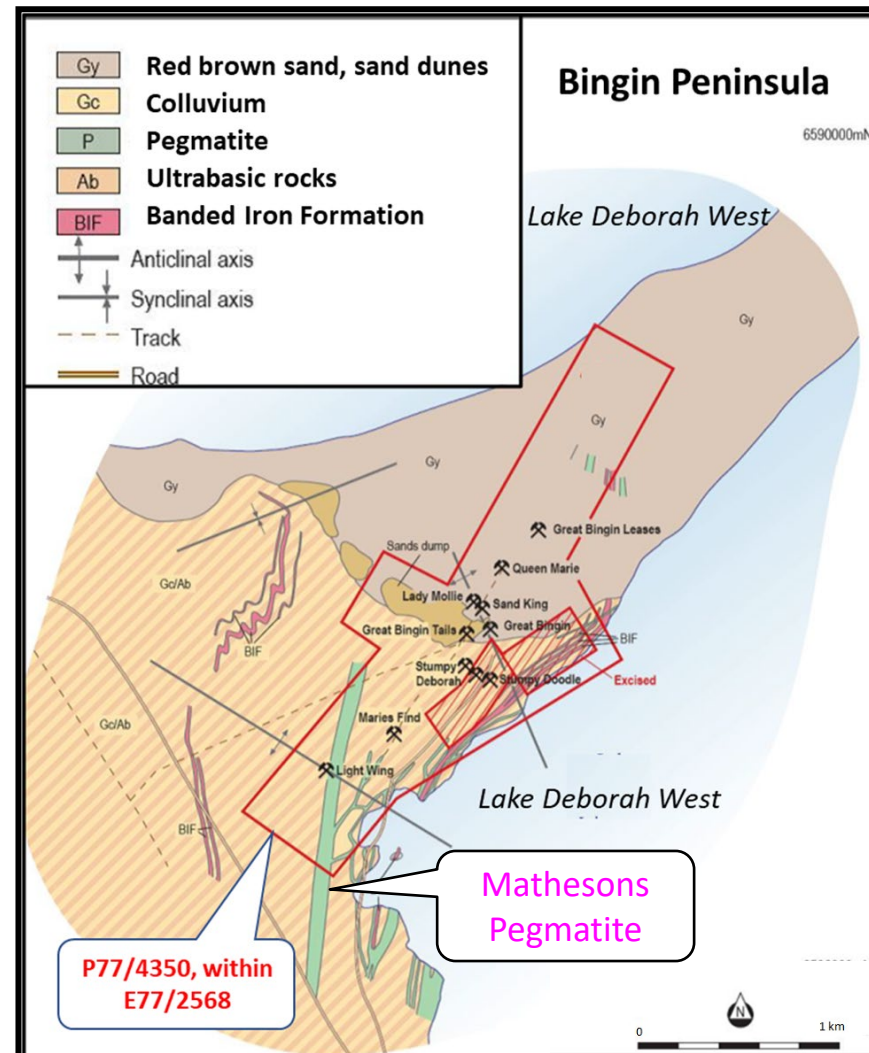 Gy Red brown sand, sand dunes
Gc Colluvium
P Pegmatite
Ab Ultrabasic rocks
BIF Banded Iron Formation
Anticlinal axis
Synclinal axis
Track
Road
Bingin Peninsula
6590000mN
Lake Deborah West
Gy
Gy
Gy
Gy
Great Bingin Leases
Sands dump
Queen Marie
Gc/Ab
Lady Mollie
Sand King
Great Bingin Tails
Great Bingin
BIF
BIF
Stumpy
Deborah
Stumpy Doodle
Excised
Maries Find
Gc/Ab
Light Wing
Lake Deborah West
BIF
Mathesons
Pegmatite
P77/4350, within
E77/2568
N
0 1 km